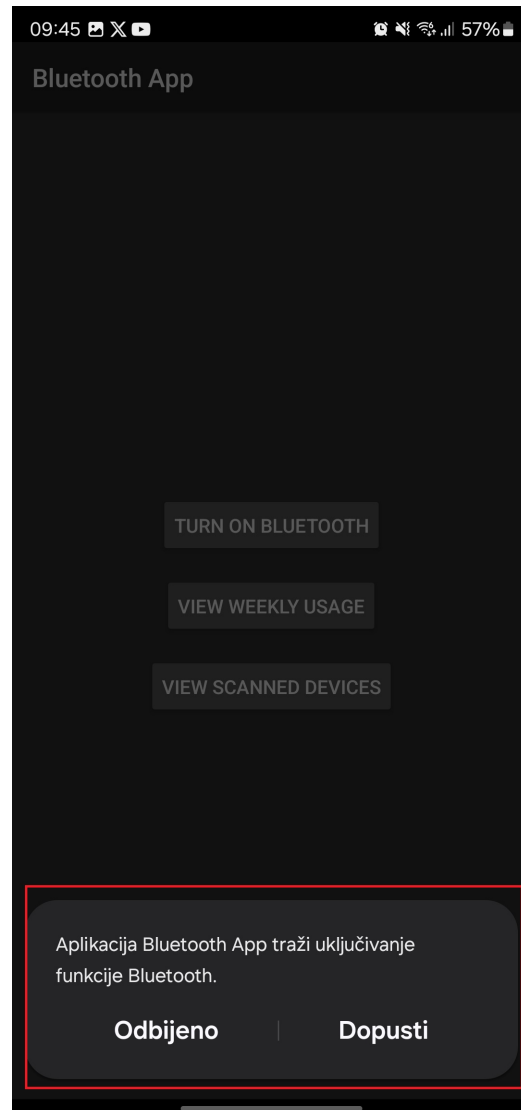 09:45 57%
Bluetooth App
TURN ON BLUETOOTH
VIEW WEEKLY USAGE
VIEW SCANNED DEVICES
Aplikacija Bluetooth App traži uključivanje
funkcije Bluetooth.
Odbijeno Dopusti